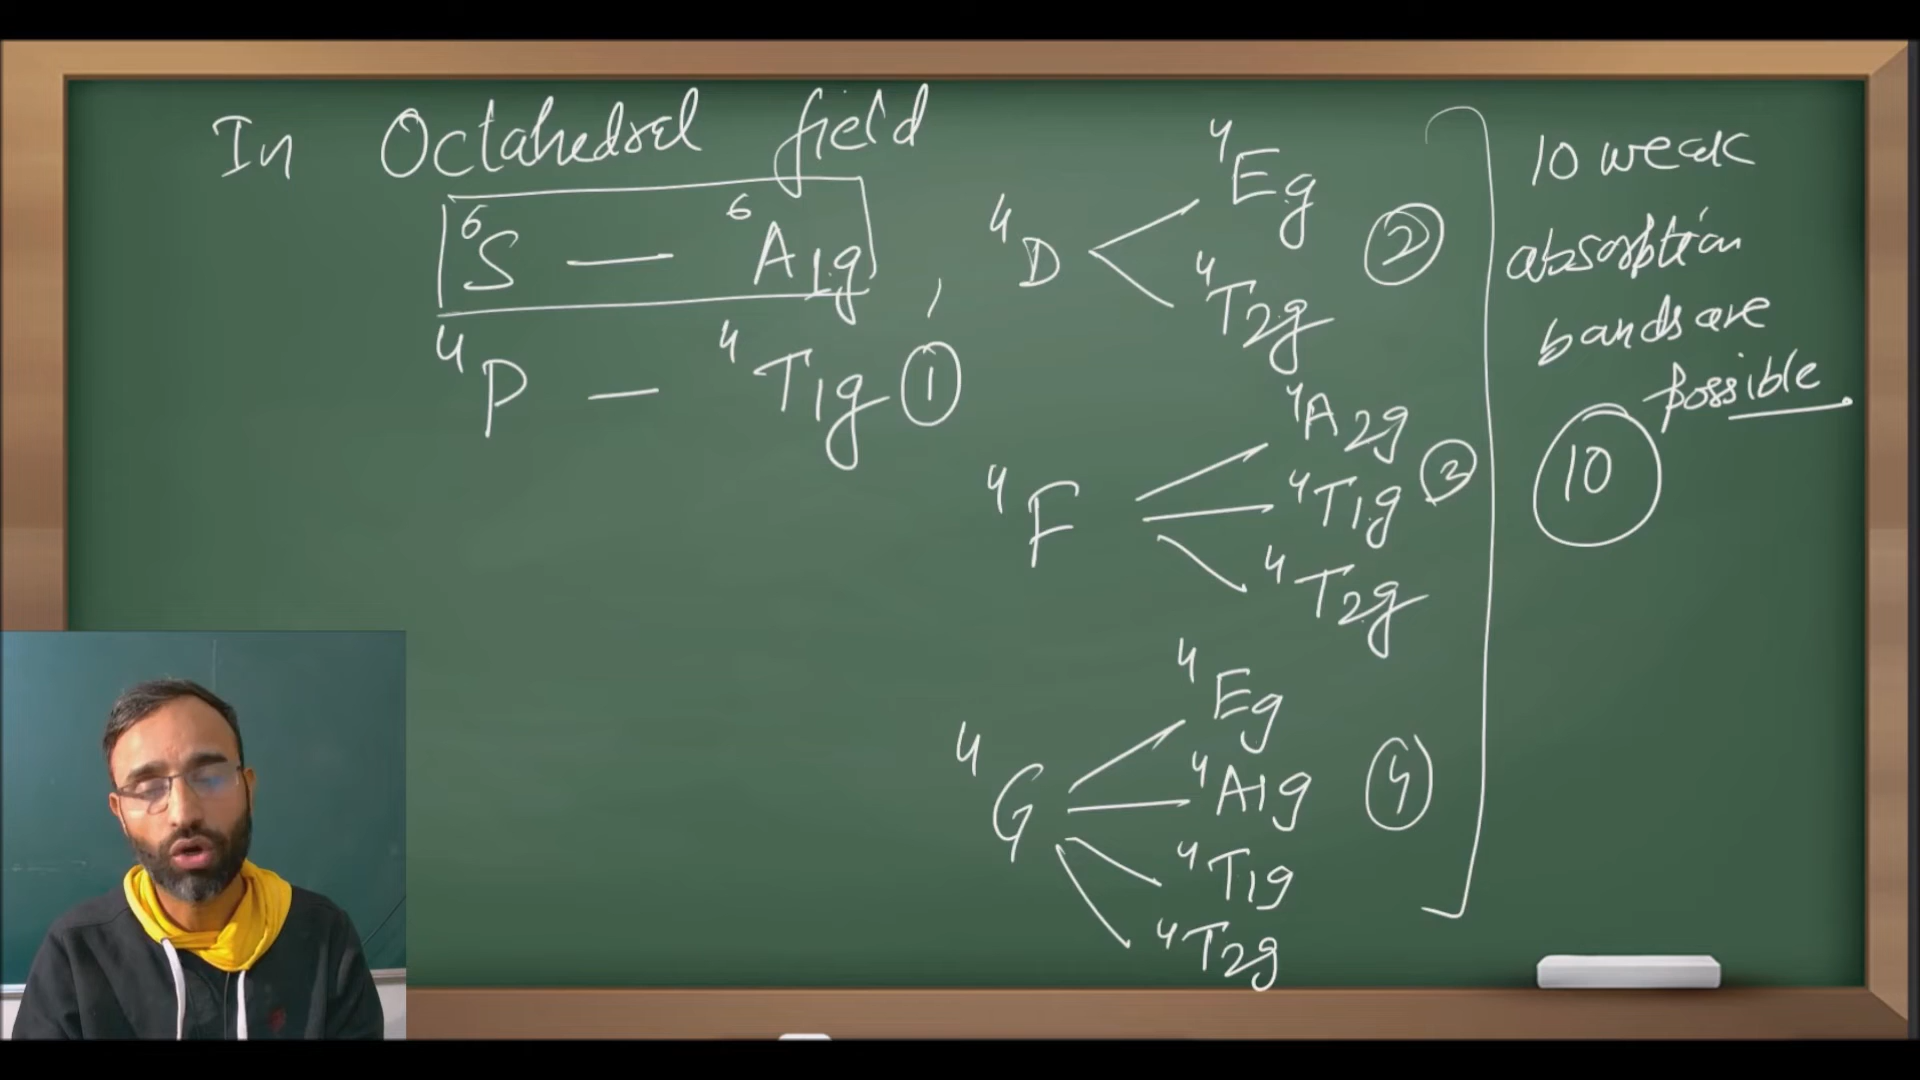 In Octahedral field
⁶S — ⁶A1g ,
⁴P — ⁴T1g ①
⁴D
⁴Eg
⁴T2g
②
⁴F
⁴A2g
⁴T1g ③
⁴T2g
⁴G
⁴Eg
⁴A1g ④
⁴T1g
⁴T2g
10 weak
absorption
bands are
possible
10